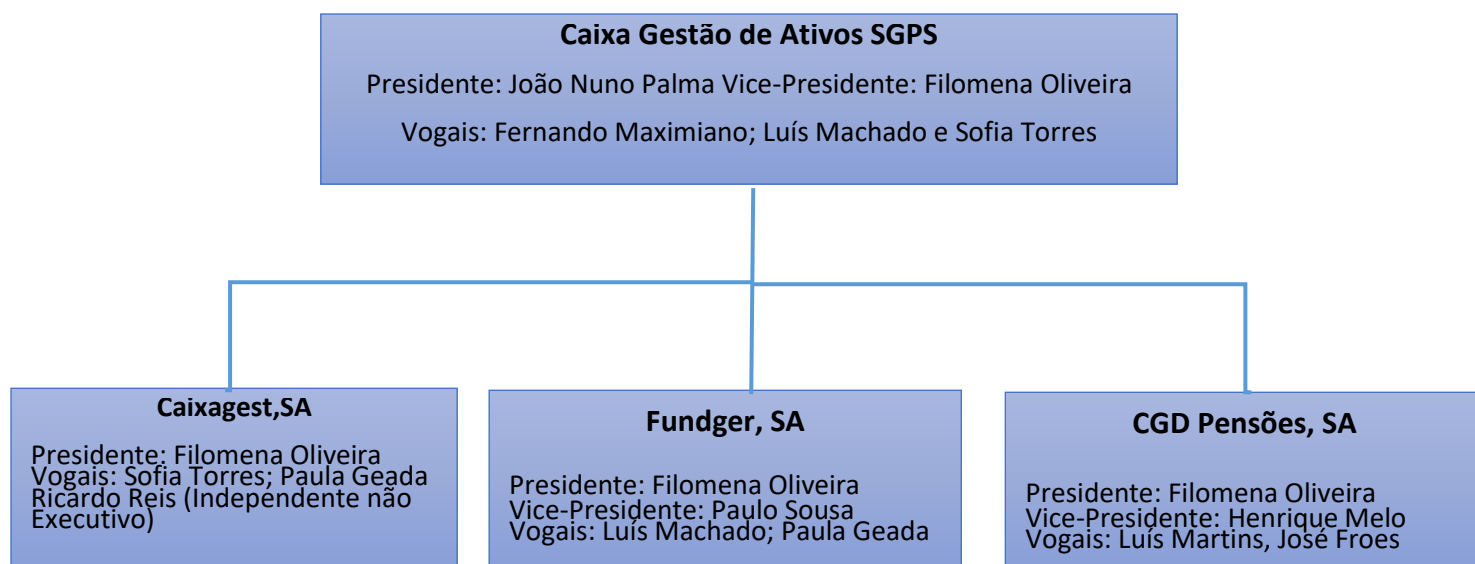 Caixa Gestão de Ativos SGPS
Presidente: João Nuno Palma Vice-Presidente: Filomena Oliveira
Vogais: Fernando Maximiano; Luís Machado e Sofia Torres
Caixagest,SA
Presidente: Filomena Oliveira
Vogais: Sofia Torres; Paula Geada
Ricardo Reis (Independente não
Executivo)
Fundger, SA
Presidente: Filomena Oliveira
Vice-Presidente: Paulo Sousa
Vogais: Luís Machado; Paula Geada
CGD Pensões, SA
Presidente: Filomena Oliveira
Vice-Presidente: Henrique Melo
Vogais: Luís Martins, José Froes